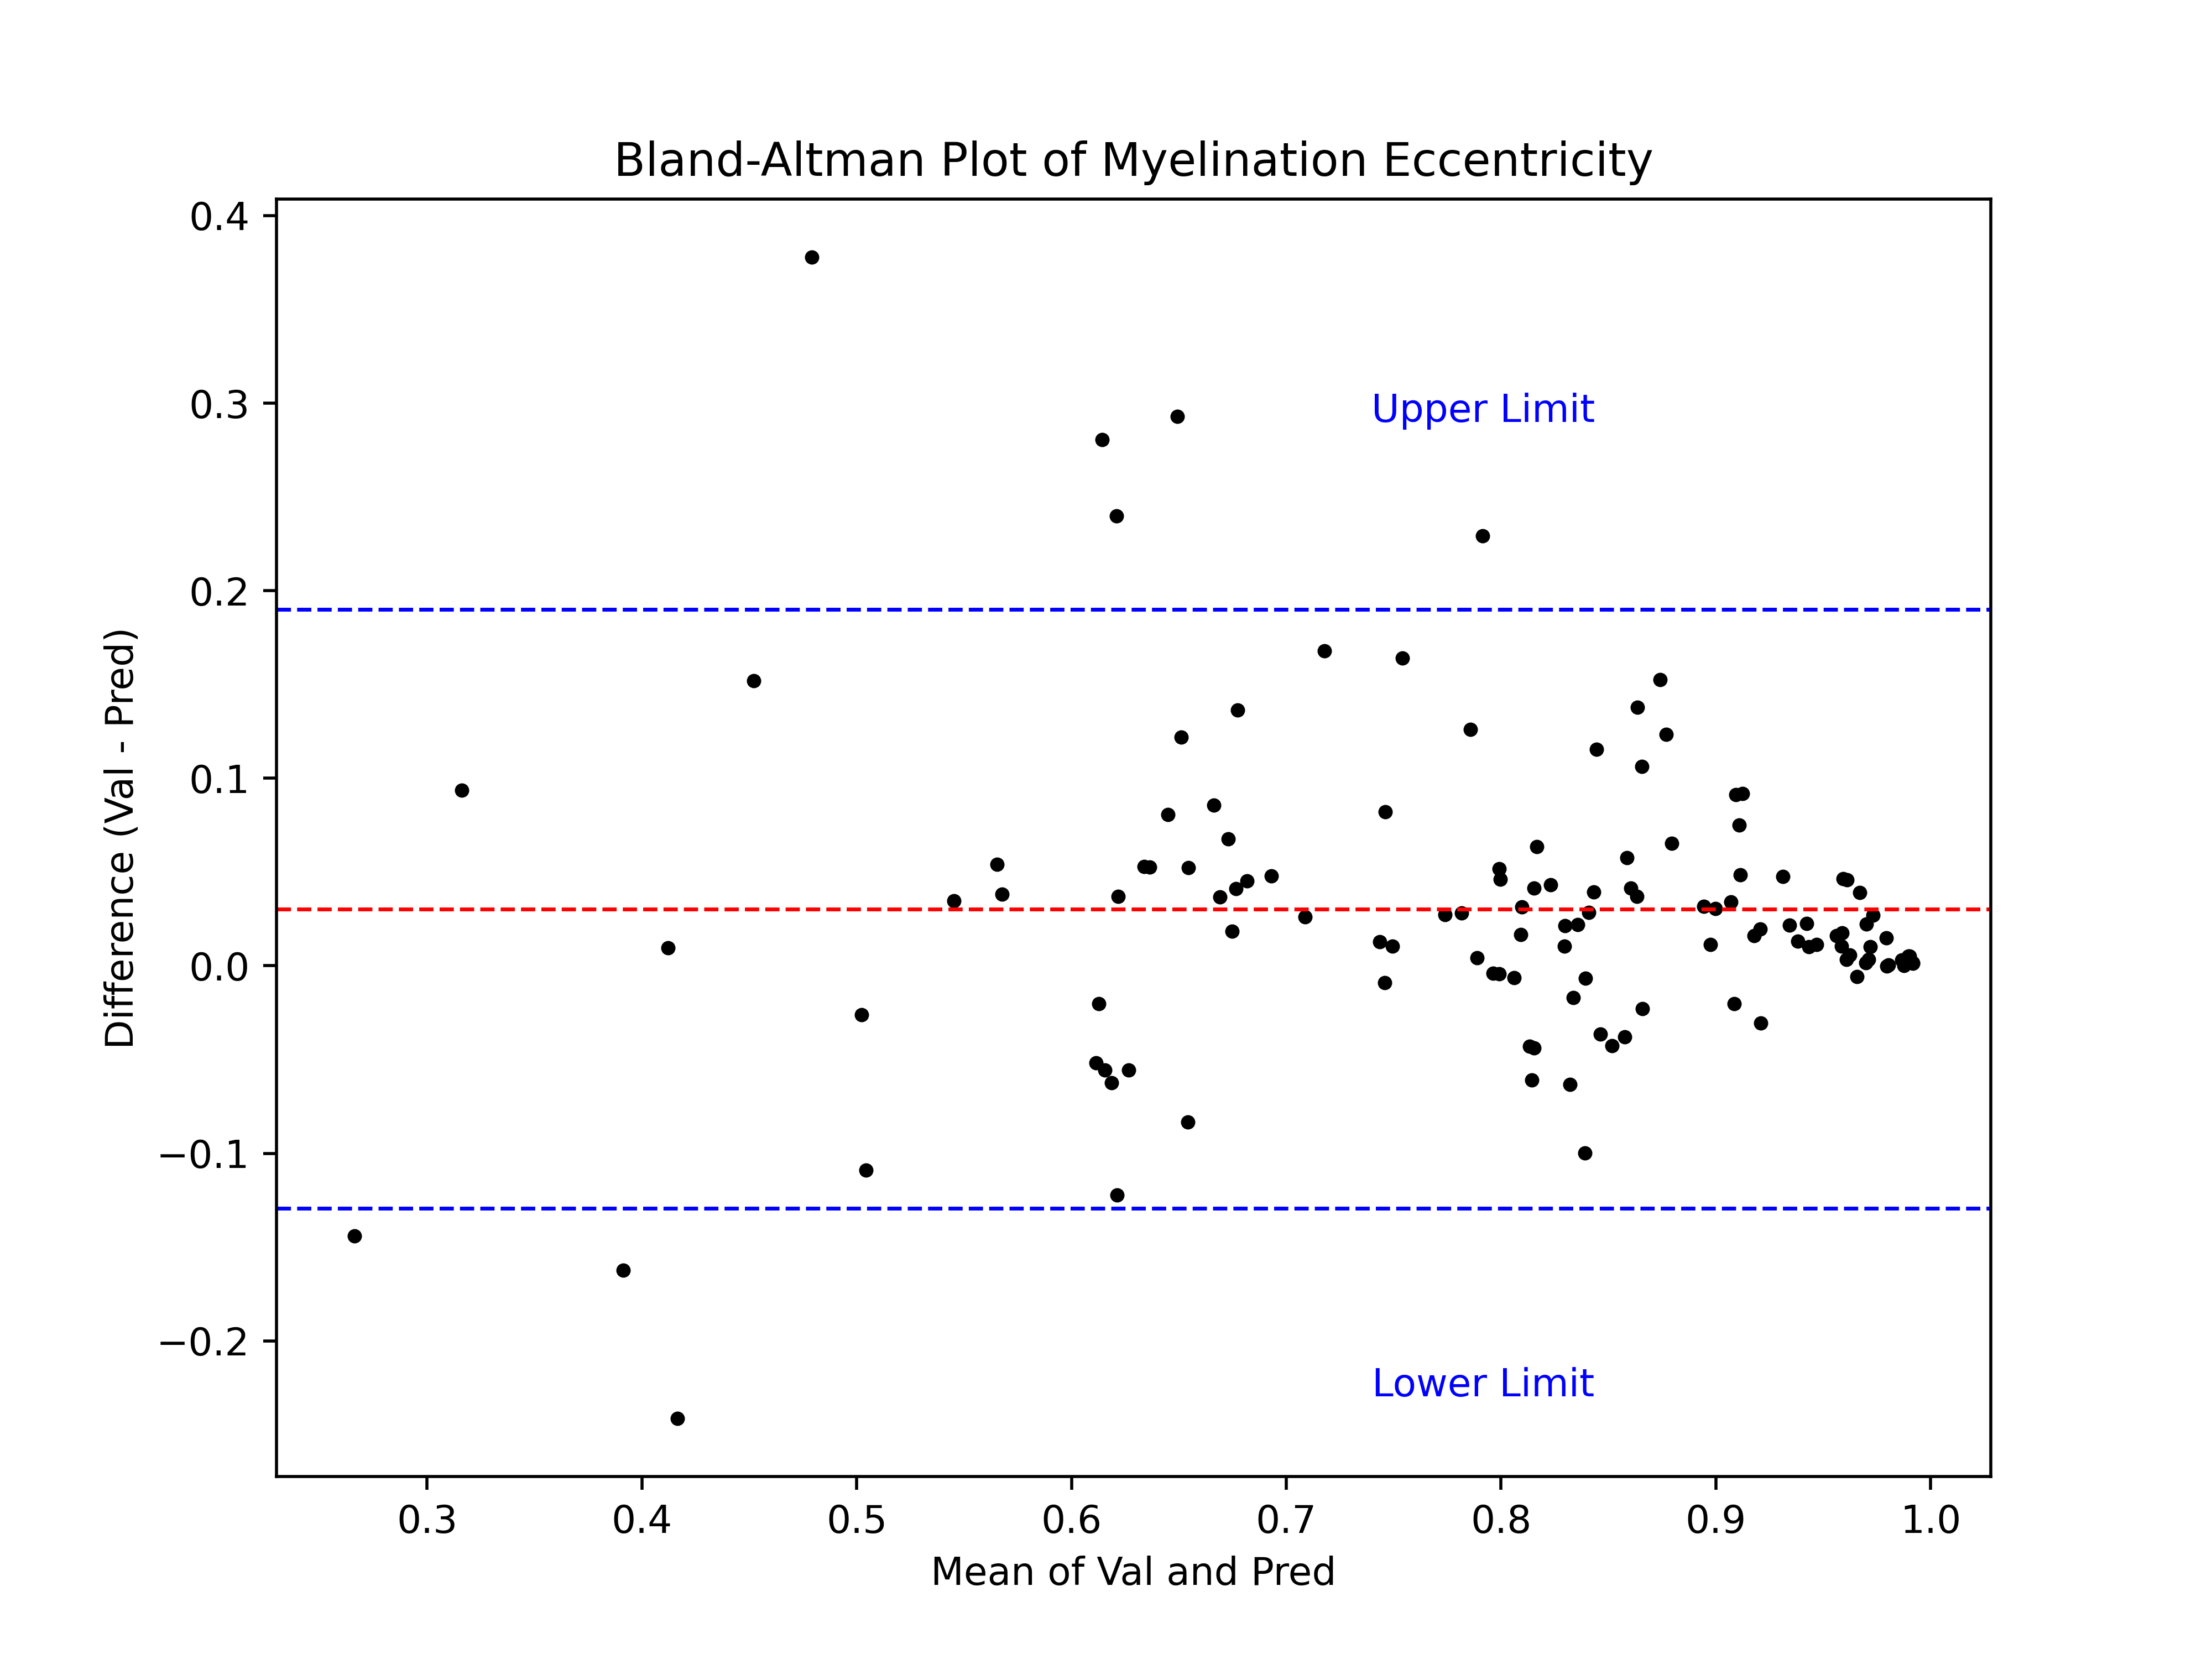 Bland-Altman Plot of Myelination Eccentricity
0.4
0.3
0.2
0.1
0.0
−0.1
−0.2
Difference (Val - Pred)
Upper Limit
Lower Limit
0.3 0.4 0.5 0.6 0.7 0.8 0.9 1.0
Mean of Val and Pred